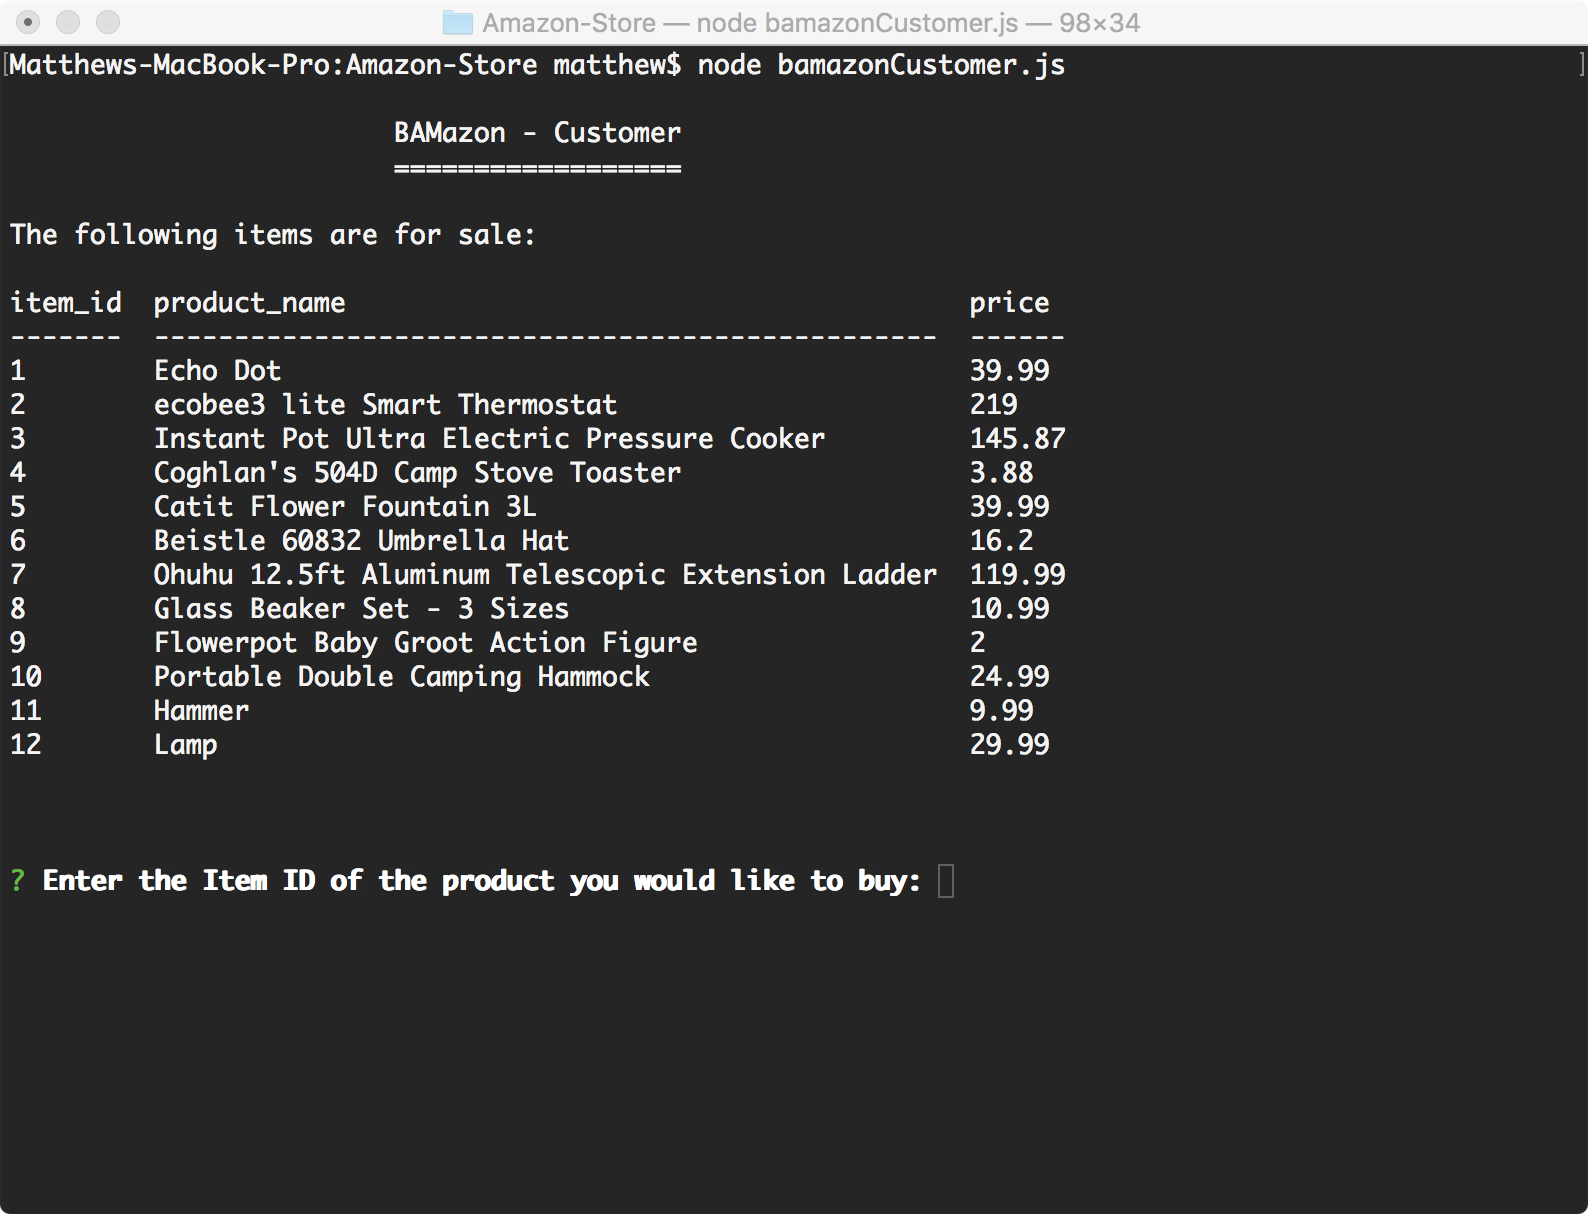 Amazon-Store — node bamazonCustomer.js — 98×34
[Matthews-MacBook-Pro:Amazon-Store matthew$ node bamazonCustomer.js ]
BAMazon - Customer
==================
The following items are for sale:
item_id  product_name                                       price
-------  -------------------------------------------------  ------
1        Echo Dot                                           39.99
2        ecobee3 lite Smart Thermostat                      219
3        Instant Pot Ultra Electric Pressure Cooker         145.87
4        Coghlan's 504D Camp Stove Toaster                  3.88
5        Catit Flower Fountain 3L                           39.99
6        Beistle 60832 Umbrella Hat                         16.2
7        Ohuhu 12.5ft Aluminum Telescopic Extension Ladder  119.99
8        Glass Beaker Set - 3 Sizes                         10.99
9        Flowerpot Baby Groot Action Figure                 2
10       Portable Double Camping Hammock                    24.99
11       Hammer                                             9.99
12       Lamp                                               29.99
? Enter the Item ID of the product you would like to buy: